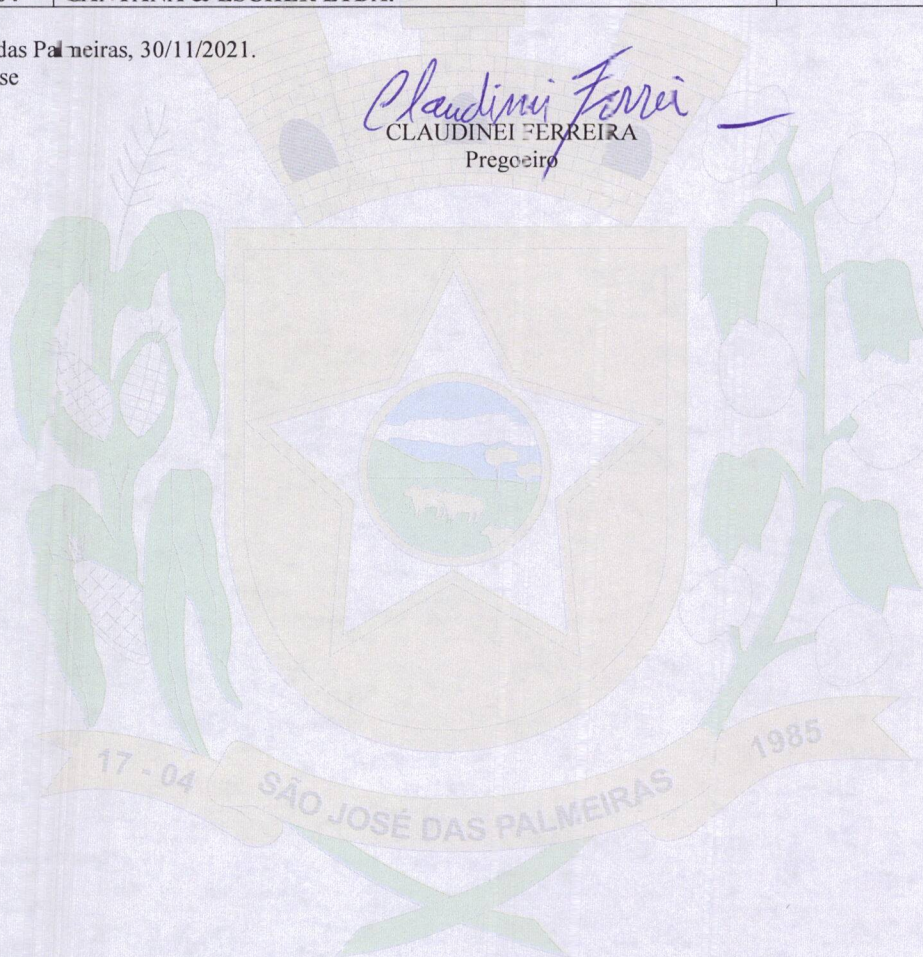 das Palmeiras, 30/11/2021.
se
Claudinei Ferrei
CLAUDINEI FERREIRA
Pregoeiro
17 - 04
SÃO JOSÉ DAS PALMEIRAS
1985